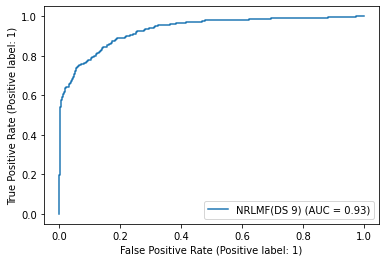 1.0
0.8
0.6
0.4
0.2
0.0
True Positive Rate (Positive label: 1)
NRLMF(DS 9) (AUC = 0.93)
0.0 0.2 0.4 0.6 0.8 1.0
False Positive Rate (Positive label: 1)